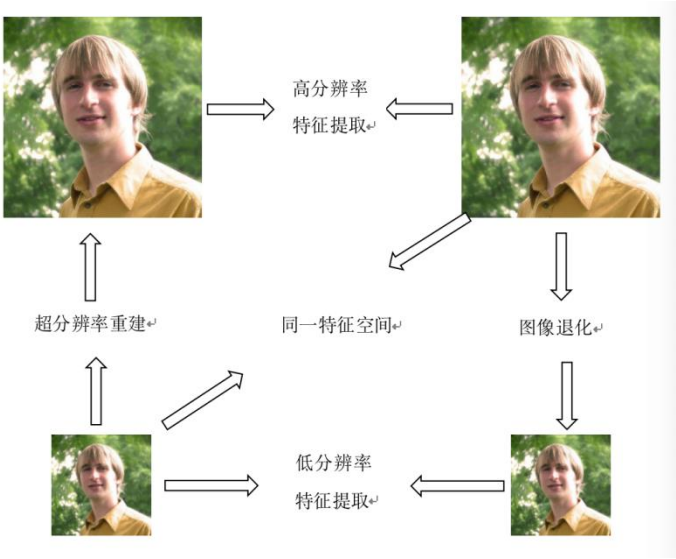 高分辨率
特征提取↵
超分辨率重建↵
同一特征空间↵
图像退化↵
低分辨率
特征提取↵